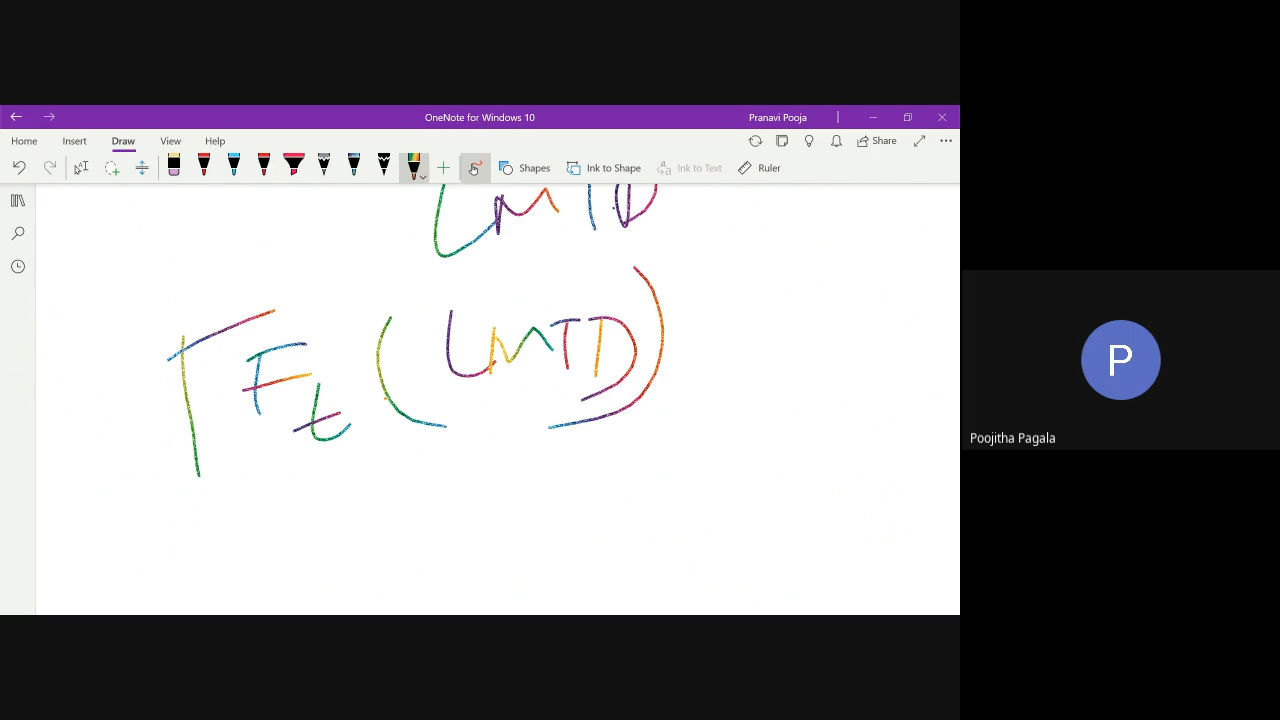 OneNote for Windows 10
Pranavi Pooja
Home Insert Draw View Help
Share
Shapes Ink to Shape Ink to Text Ruler
LMTD
F t (LMTD)
P
Poojitha Pagala